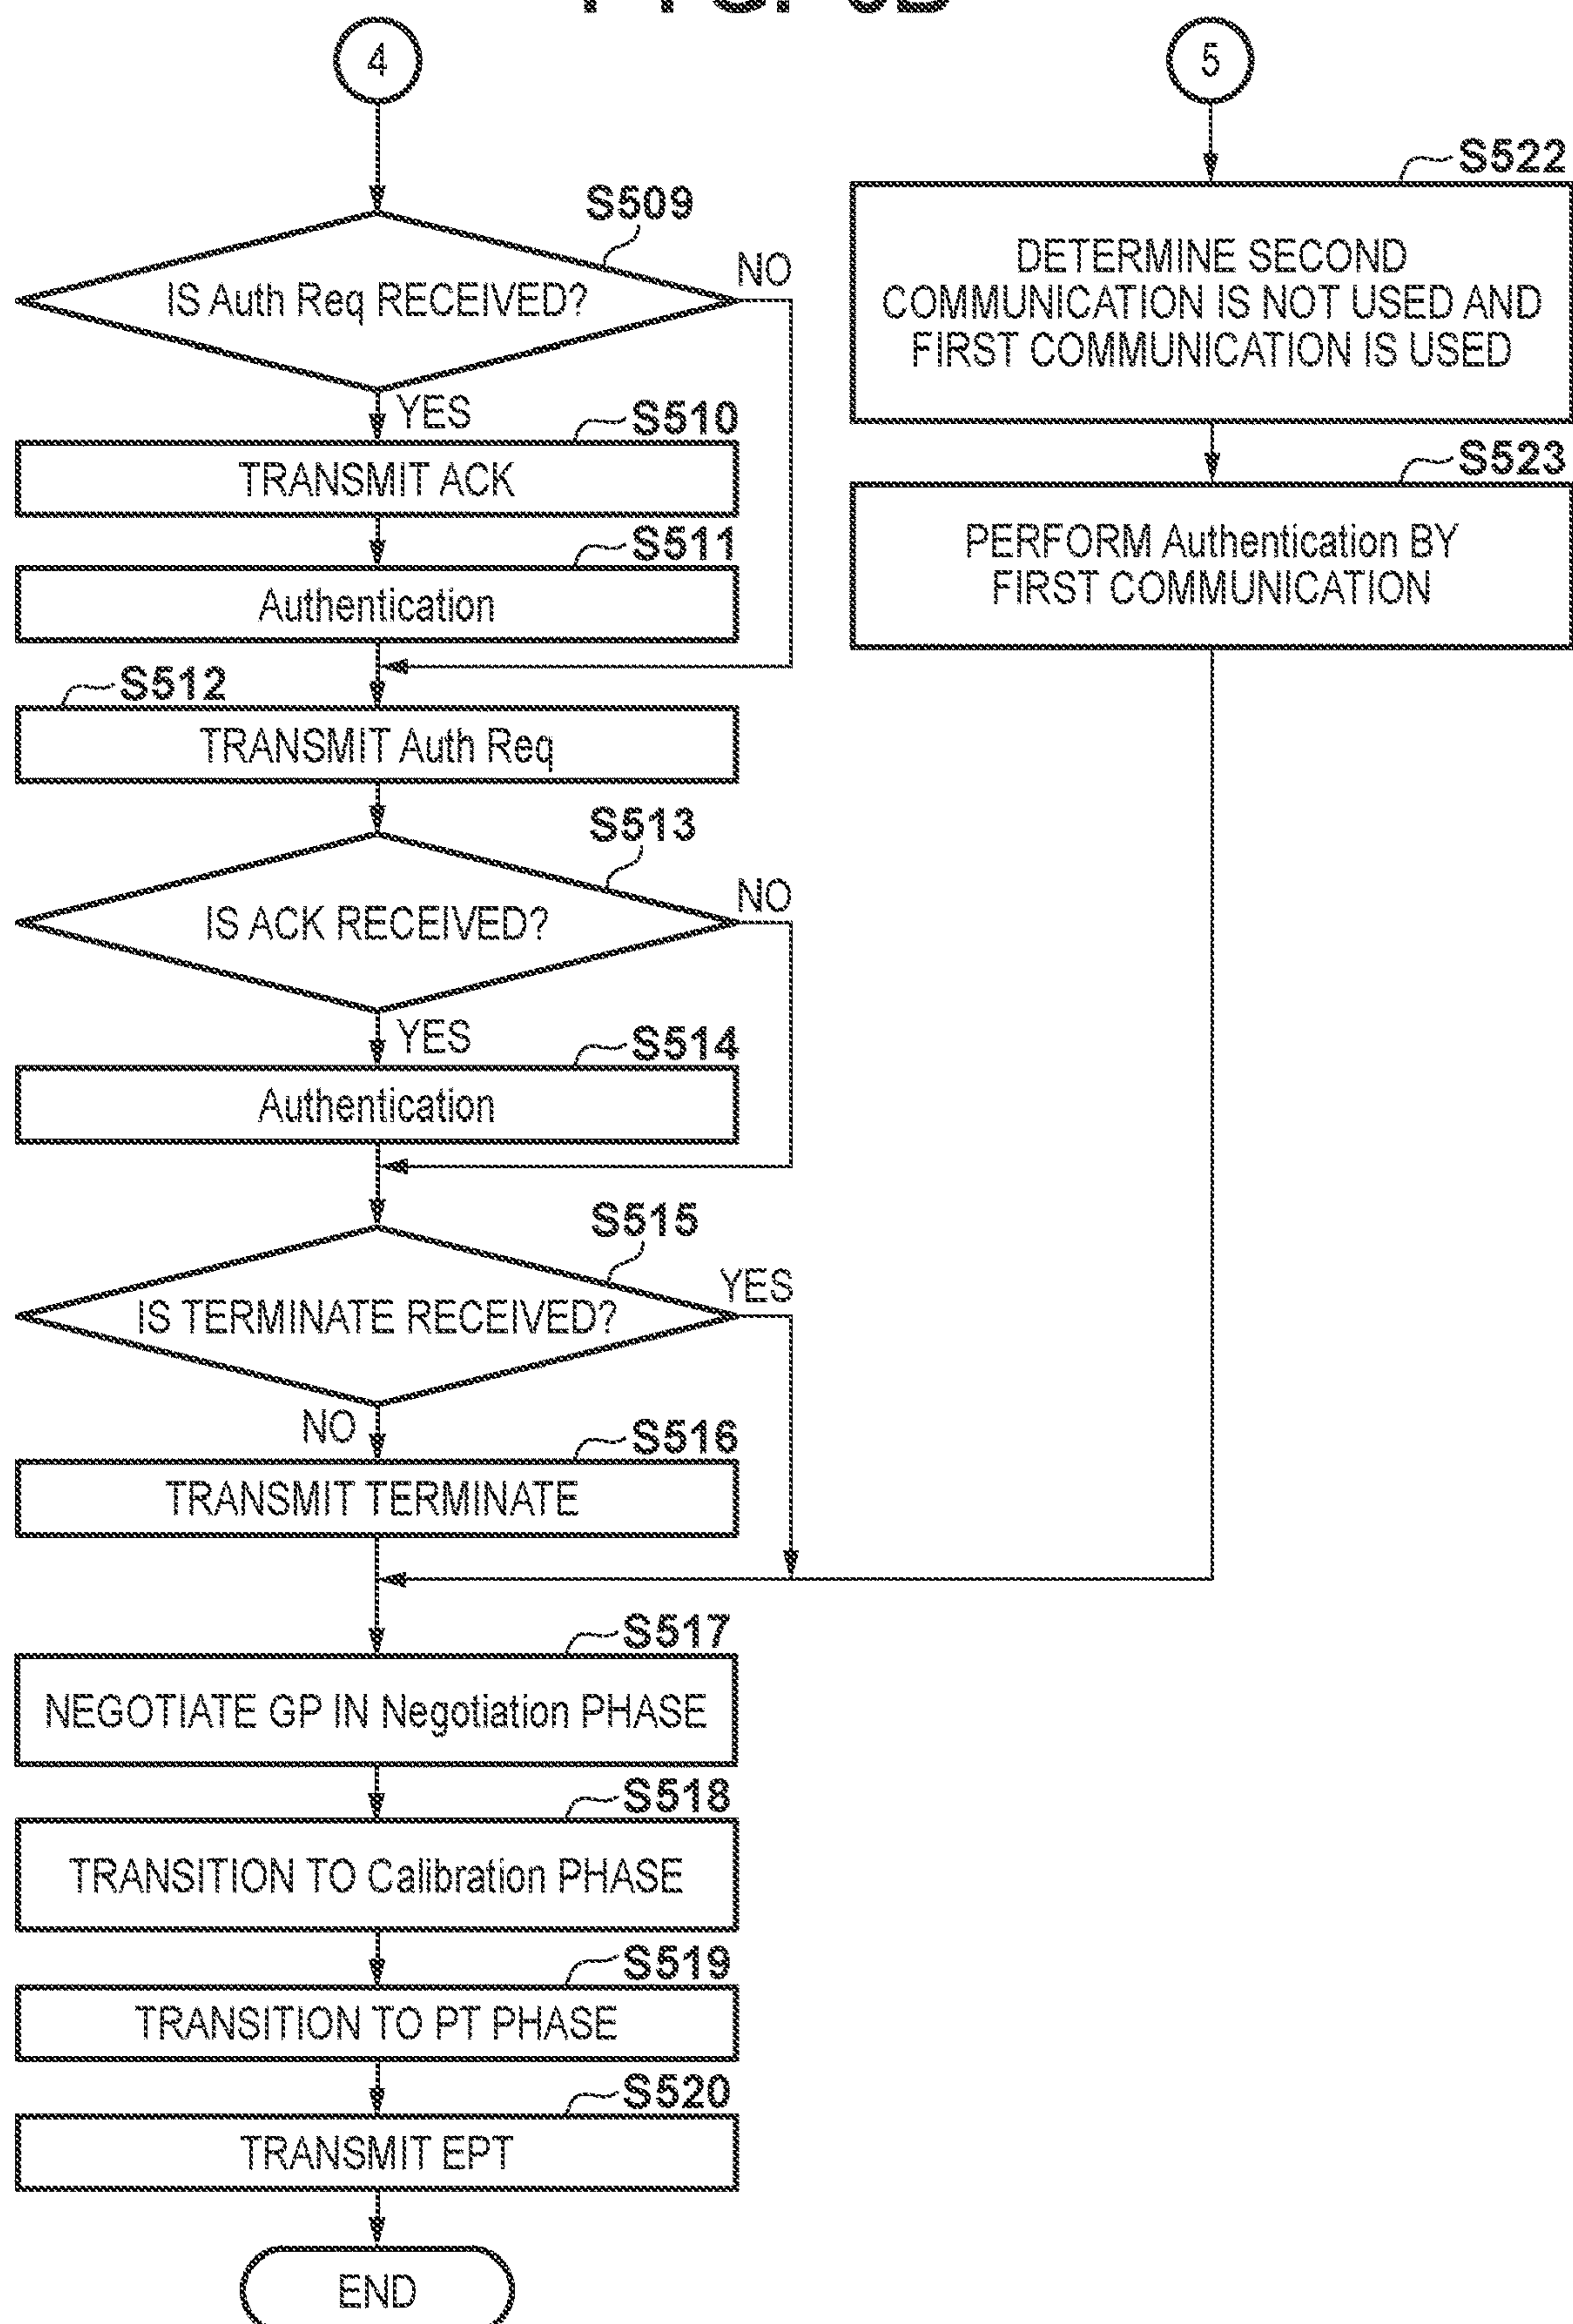 4
S509
IS Auth Req RECEIVED?
NO
YES
S510
TRANSMIT ACK
S511
Authentication
S512
TRANSMIT Auth Req
S513
IS ACK RECEIVED?
NO
YES
S514
Authentication
S515
IS TERMINATE RECEIVED?
YES
NO
S516
TRANSMIT TERMINATE
S517
NEGOTIATE GP IN Negotiation PHASE
S518
TRANSITION TO Calibration PHASE
S519
TRANSITION TO PT PHASE
S520
TRANSMIT EPT
END
5
S522
DETERMINE SECOND
COMMUNICATION IS NOT USED AND
FIRST COMMUNICATION IS USED
S523
PERFORM Authentication BY
FIRST COMMUNICATION